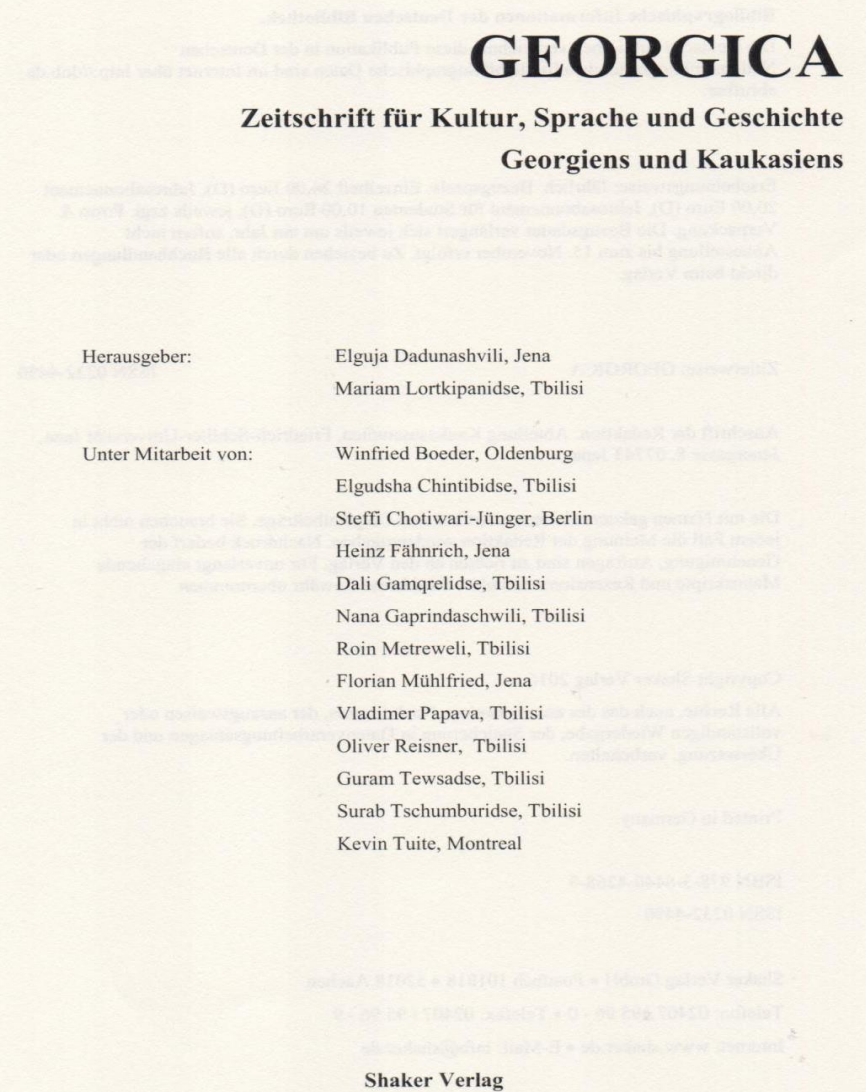 GEORGICA
Zeitschrift für Kultur, Sprache und Geschichte
Georgiens und Kaukasiens
Herausgeber: Elguja Dadunashvili, Jena
Mariam Lortkipanidse, Tbilisi
Unter Mitarbeit von: Winfried Boeder, Oldenburg
Elgudsha Chintibidse, Tbilisi
Steffi Chotiwari-Jünger, Berlin
Heinz Fähnrich, Jena
Dali Gamqrelidse, Tbilisi
Nana Gaprindaschwili, Tbilisi
Roin Metreweli, Tbilisi
Florian Mühlfried, Jena
Vladimer Papava, Tbilisi
Oliver Reisner, Tbilisi
Guram Tewsadse, Tbilisi
Surab Tschumburidse, Tbilisi
Kevin Tuite, Montreal
Shaker Verlag